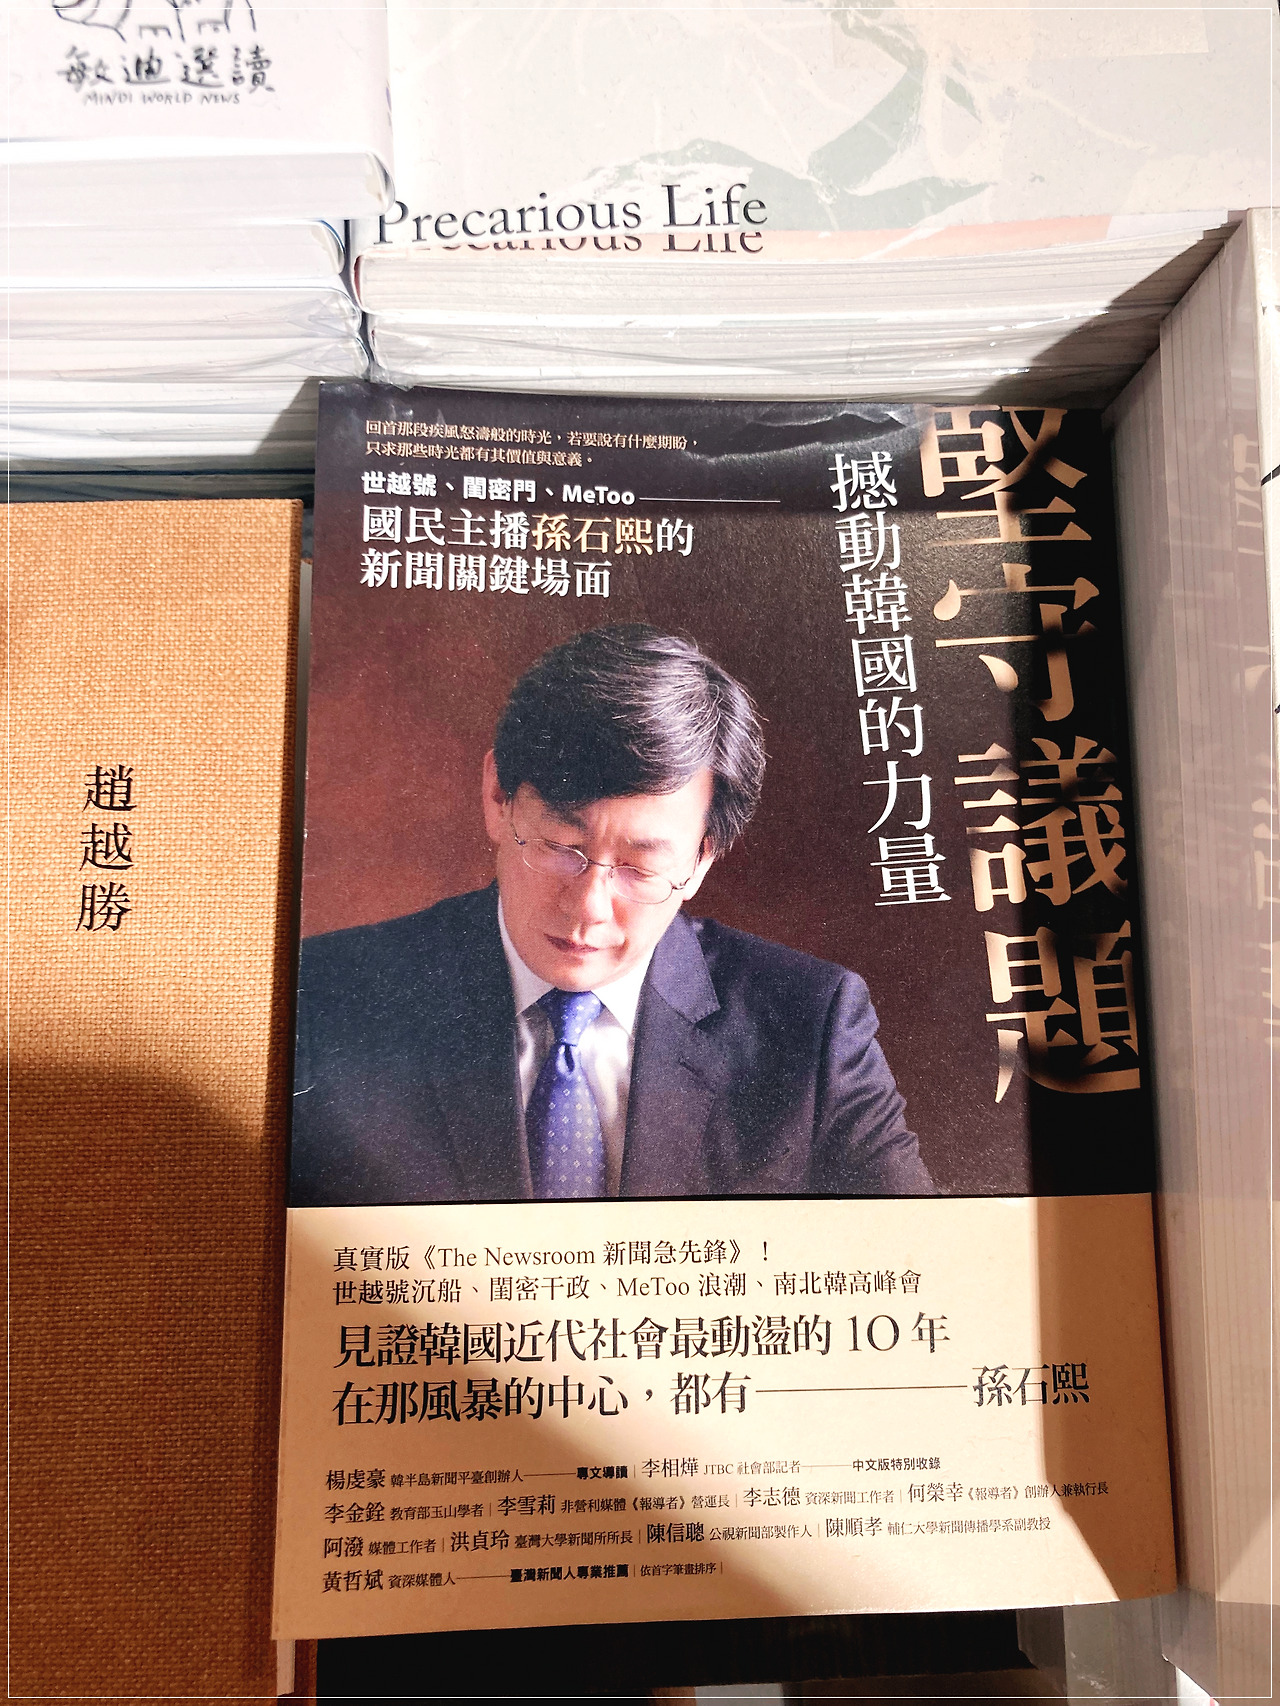 敏迪選讀
MINDI WORLD NEWS
Precarious Life
Precarious Life
趙越勝
回首那段疾風怒濤般的時光，若要說有什麼期盼，
只求那些時光都有其價值與意義。
世越號、閨密門、MeToo
國民主播孫石熙的
新聞關鍵場面
堅守議題
撼動韓國的力量
真實版《The Newsroom 新聞急先鋒》！
世越號沉船、閨密干政、MeToo 浪潮、南北韓高峰會
見證韓國近代社會最動盪的 10 年
在那風暴的中心，都有────孫石熙
楊虔豪 韓半島新聞平臺創辦人───專文導讀｜李相燁 JTBC 社會部記者───中文版特別收錄
李金銓 教育部玉山學者｜李雪莉 非營利媒體《報導者》營運長｜李志德 資深新聞工作者｜何榮幸《報導者》創辦人兼執行長
阿潑 媒體工作者｜洪貞玲 臺灣大學新聞所所長｜陳信聰 公視新聞部製作人｜陳順孝 輔仁大學新聞傳播學系副教授
黃哲斌 資深媒體人───臺灣新聞人專業推薦｜依首字筆畫排序｜